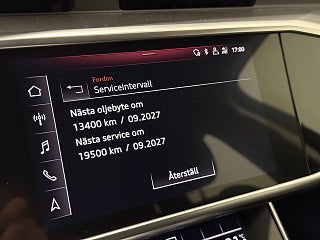 17:00
Fordon
Serviceintervall
Nästa oljebyte om
13400 km / 09.2027
Nästa service om
19500 km / 09.2027
Återställ